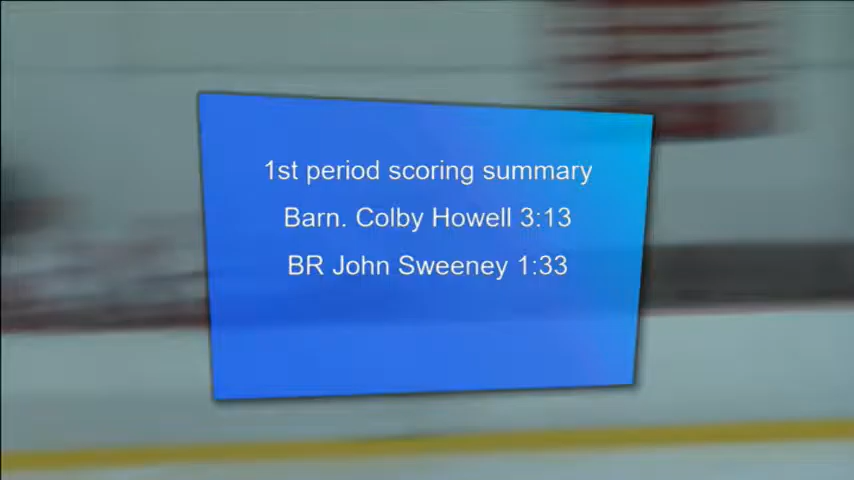 1st period scoring summary
Barn. Colby Howell 3:13
BR John Sweeney 1:33